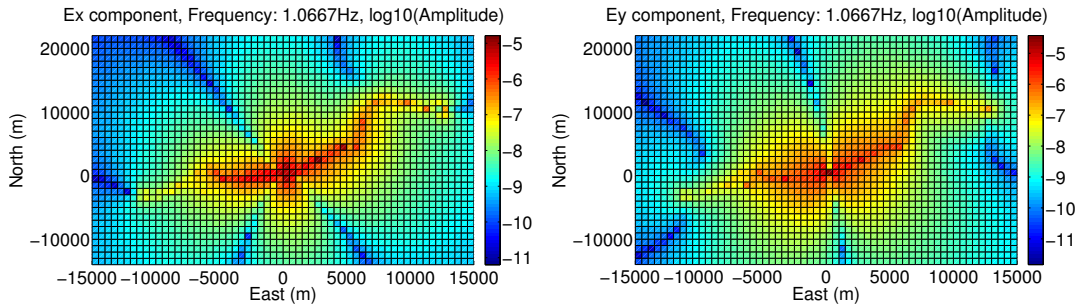 Ex component, Frequency: 1.0667Hz, log10(Amplitude)
20000
10000
0
−10000
North (m)
−15000 −10000 −5000 0 5000 10000 15000
East (m)
−5
−6
−7
−8
−9
−10
−11
Ey component, Frequency: 1.0667Hz, log10(Amplitude)
20000
10000
0
−10000
North (m)
−15000 −10000 −5000 0 5000 10000 15000
East (m)
−5
−6
−7
−8
−9
−10
−11